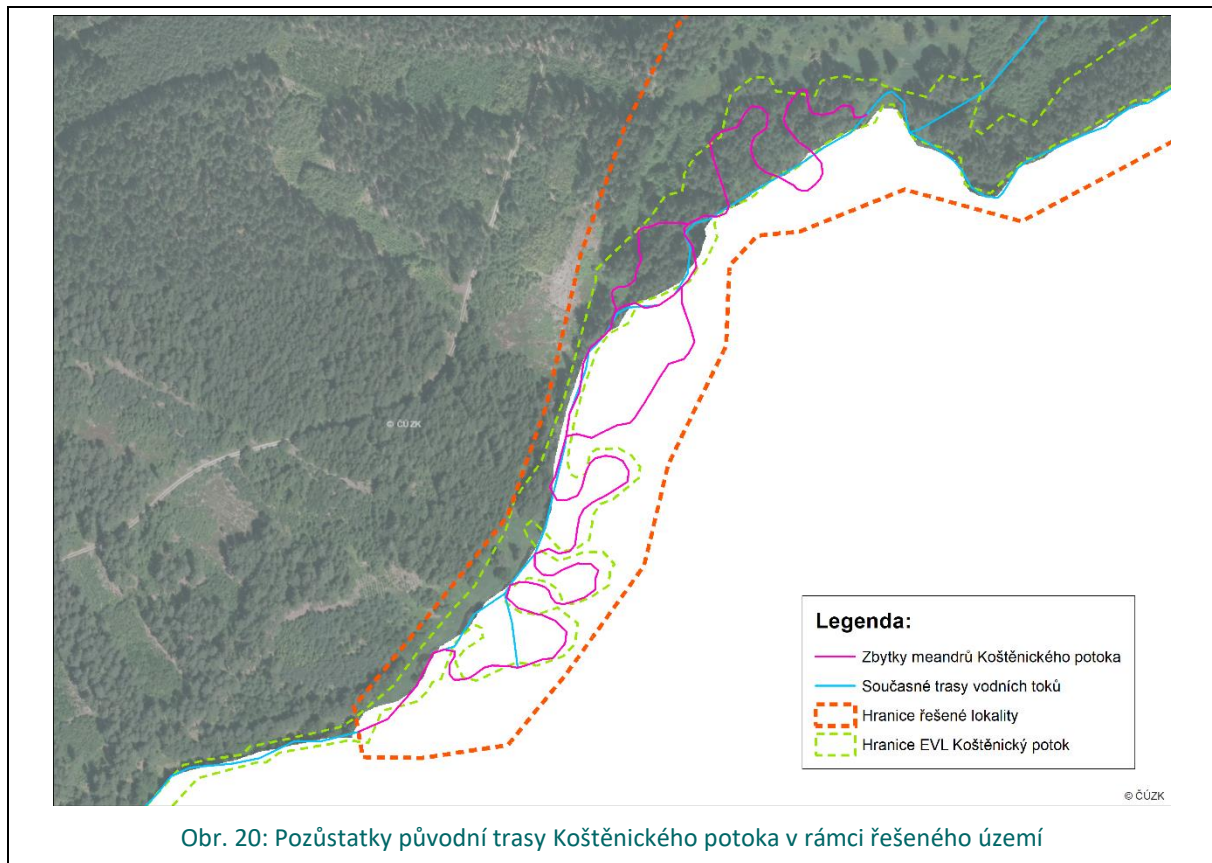 © ČÚZK
Legenda:
Zbytky meandrů Koštěnického potoka
Současné trasy vodních toků
Hranice řešené lokality
Hranice EVL Koštěnický potok
© ČÚZK
Obr. 20: Pozůstatky původní trasy Koštěnického potoka v rámci řešeného území